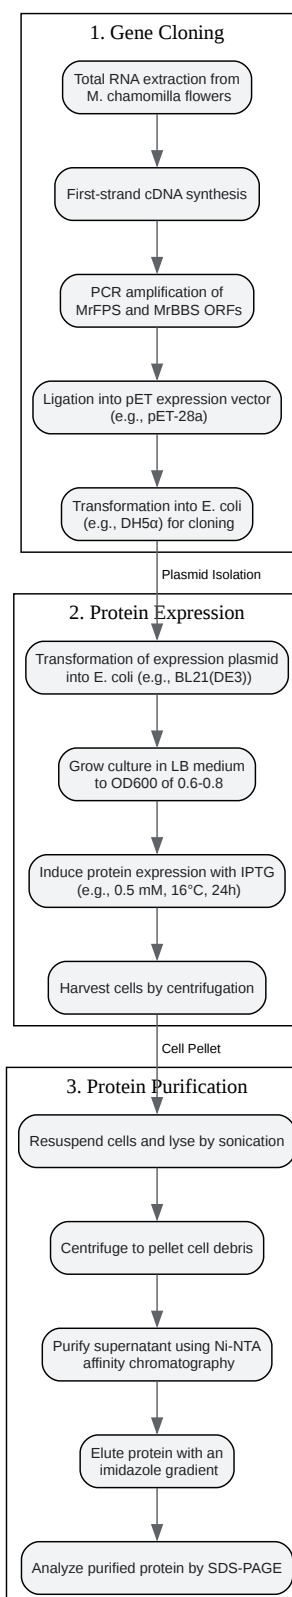 1. Gene Cloning
Total RNA extraction from
M. chamomilla flowers
First-strand cDNA synthesis
PCR amplification of
MrFPS and MrBBS ORFs
Ligation into pET expression vector
(e.g., pET-28a)
Transformation into E. coli
(e.g., DH5α) for cloning
Plasmid Isolation
2. Protein Expression
Transformation of expression plasmid
into E. coli (e.g., BL21(DE3))
Grow culture in LB medium
to OD600 of 0.6-0.8
Induce protein expression with IPTG
(e.g., 0.5 mM, 16°C, 24h)
Harvest cells by centrifugation
Cell Pellet
3. Protein Purification
Resuspend cells and lyse by sonication
Centrifuge to pellet cell debris
Purify supernatant using Ni-NTA
affinity chromatography
Elute protein with an
imidazole gradient
Analyze purified protein by SDS-PAGE